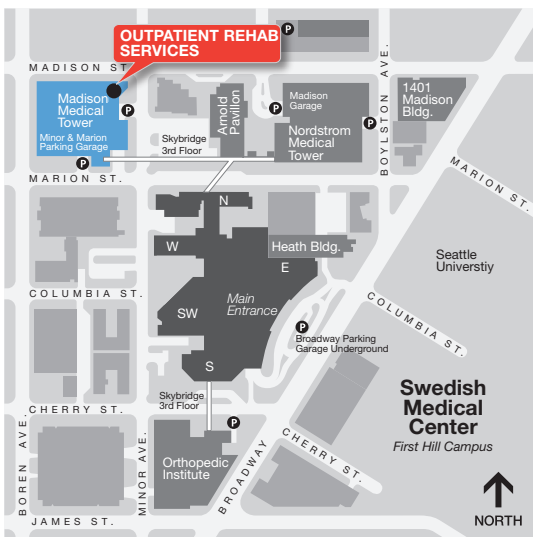 OUTPATIENT REHAB
SERVICES
P
MADISON ST.
BOYLSTON AVE.
Madison
Medical
Tower
Minor & Marion
Parking Garage
P
P
Skybridge
3rd Floor
Arnold
Pavilion
P
Madison
Garage
Nordstrom
Medical
Tower
P
1401
Madison
Bldg.
MARION ST.
MARION ST.
N
W
Heath Bldg.
E
Seattle
Universtiy
COLUMBIA ST.
Main
Entrance
SW
COLUMBIA ST.
P
Broadway Parking
Garage Underground
S
Skybridge
3rd Floor
CHERRY ST.
P
Swedish
Medical
Center
First Hill Campus
BOREN AVE.
MINOR AVE.
Orthopedic
Institute
BROADWAY
CHERRY ST.
JAMES ST.
NORTH